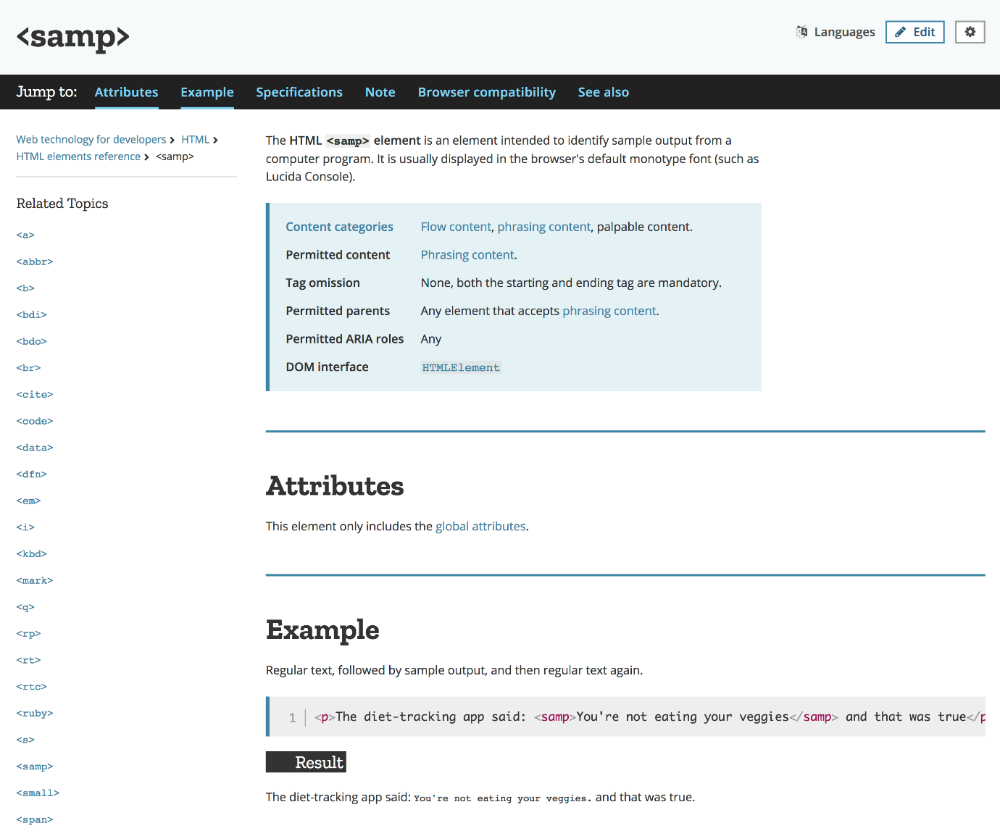 <samp>
Languages
Edit
Jump to: Attributes Example Specifications Note Browser compatibility See also
Web technology for developers HTML
HTML elements reference <samp>
Related Topics
<a>
<abbr>
<b>
<bdi>
<bdo>
<br>
<cite>
<code>
<data>
<dfn>
<em>
<i>
<kbd>
<mark>
<q>
<rp>
<rt>
<rtc>
<ruby>
<s>
<samp>
<small>
<span>
The HTML <samp> element is an element intended to identify sample output from a
computer program. It is usually displayed in the browser's default monotype font (such as
Lucida Console).
Content categories Flow content, phrasing content, palpable content.
Permitted content Phrasing content.
Tag omission None, both the starting and ending tag are mandatory.
Permitted parents Any element that accepts phrasing content.
Permitted ARIA roles Any
DOM interface HTMLElement
Attributes
This element only includes the global attributes.
Example
Regular text, followed by sample output, and then regular text again.
1 <p>The diet-tracking app said: <samp>You're not eating your veggies</samp> and that was true</p
Result
The diet-tracking app said: You're not eating your veggies. and that was true.